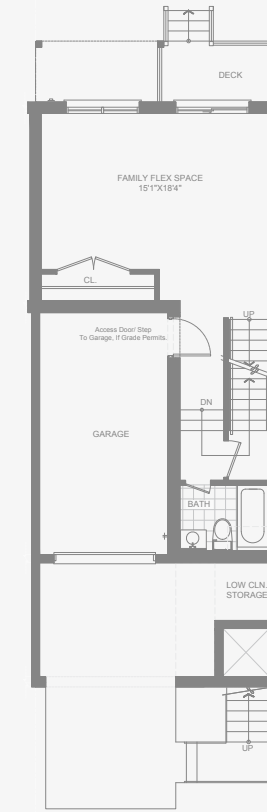 DECK
FAMILY FLEX SPACE
15'1"X18'4"
CL.
UP
Access Door/ Step
To Garage, If Grade Permits.
DN
GARAGE
BATH
LOW CLN.
STORAGE
UP